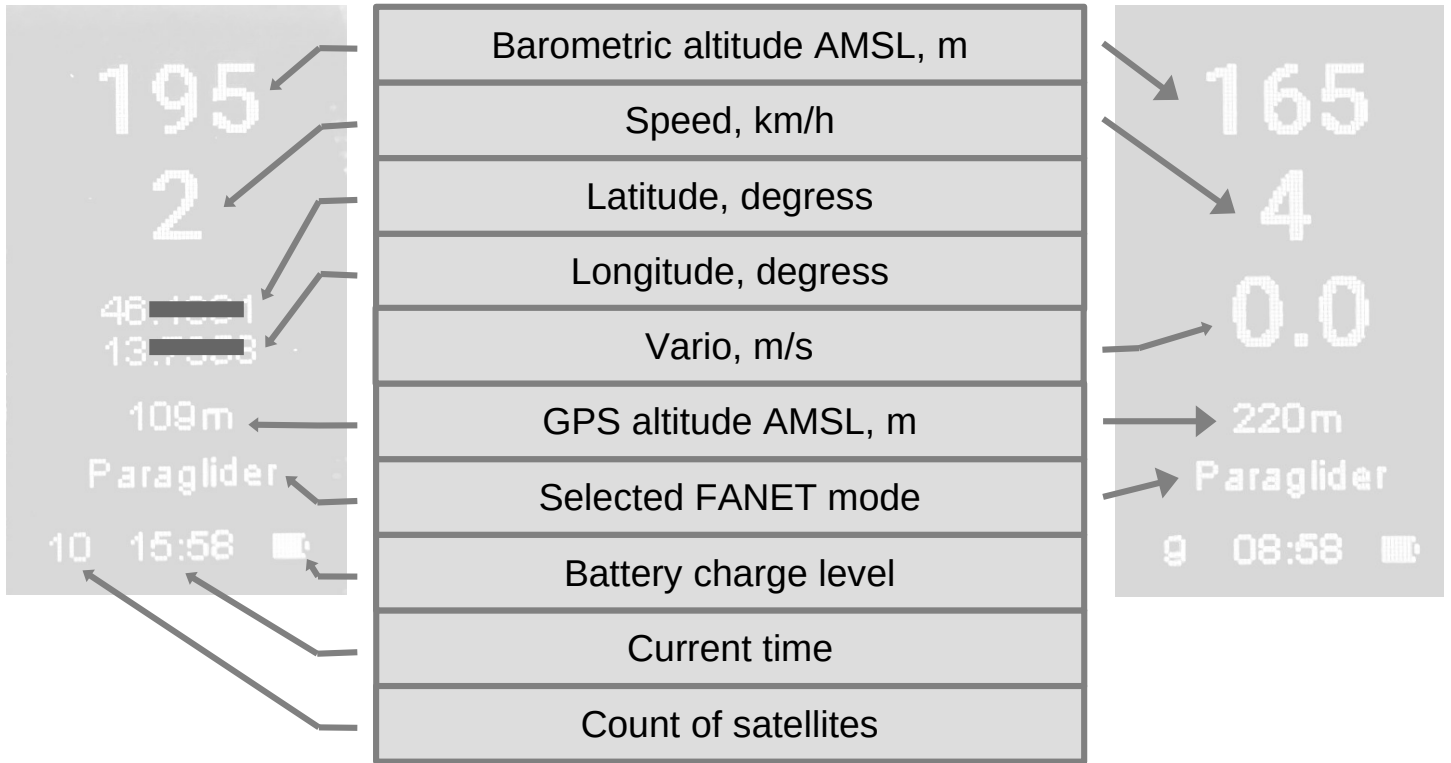 195
2
109m
Paraglider
10 15:58
Barometric altitude AMSL, m
Speed, km/h
Latitude, degress
Longitude, degress
Vario, m/s
GPS altitude AMSL, m
Selected FANET mode
Battery charge level
Current time
Count of satellites
165
4
0.0
220m
Paraglider
9 08:58